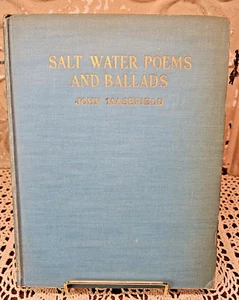 SALT WATER POEMS
AND BALLADS
JOHN MASEFIELD